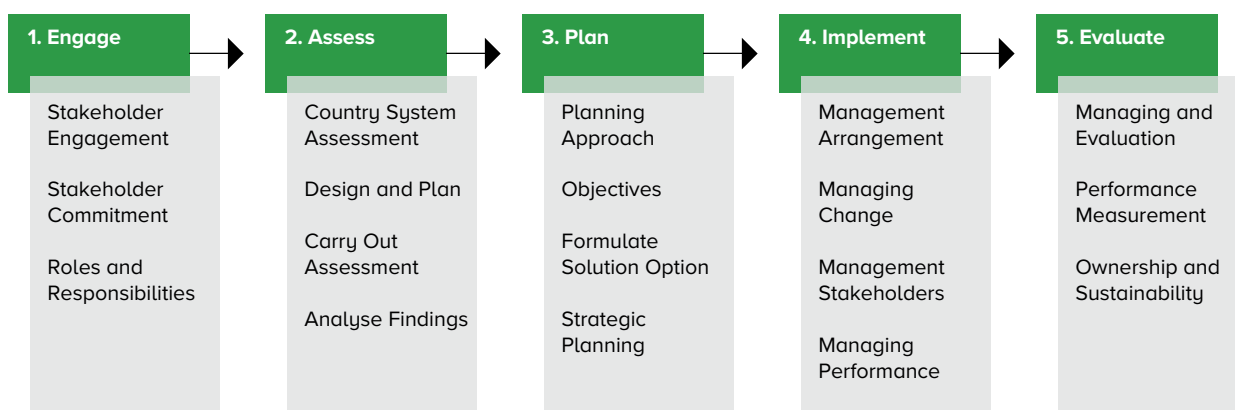 1. Engage
Stakeholder
Engagement
Stakeholder
Commitment
Roles and
Responsibilities
2. Assess
Country System
Assessment
Design and Plan
Carry Out
Assessment
Analyse Findings
3. Plan
Planning
Approach
Objectives
Formulate
Solution Option
Strategic
Planning
4. Implement
Management
Arrangement
Managing
Change
Management
Stakeholders
Managing
Performance
5. Evaluate
Managing and
Evaluation
Performance
Measurement
Ownership and
Sustainability